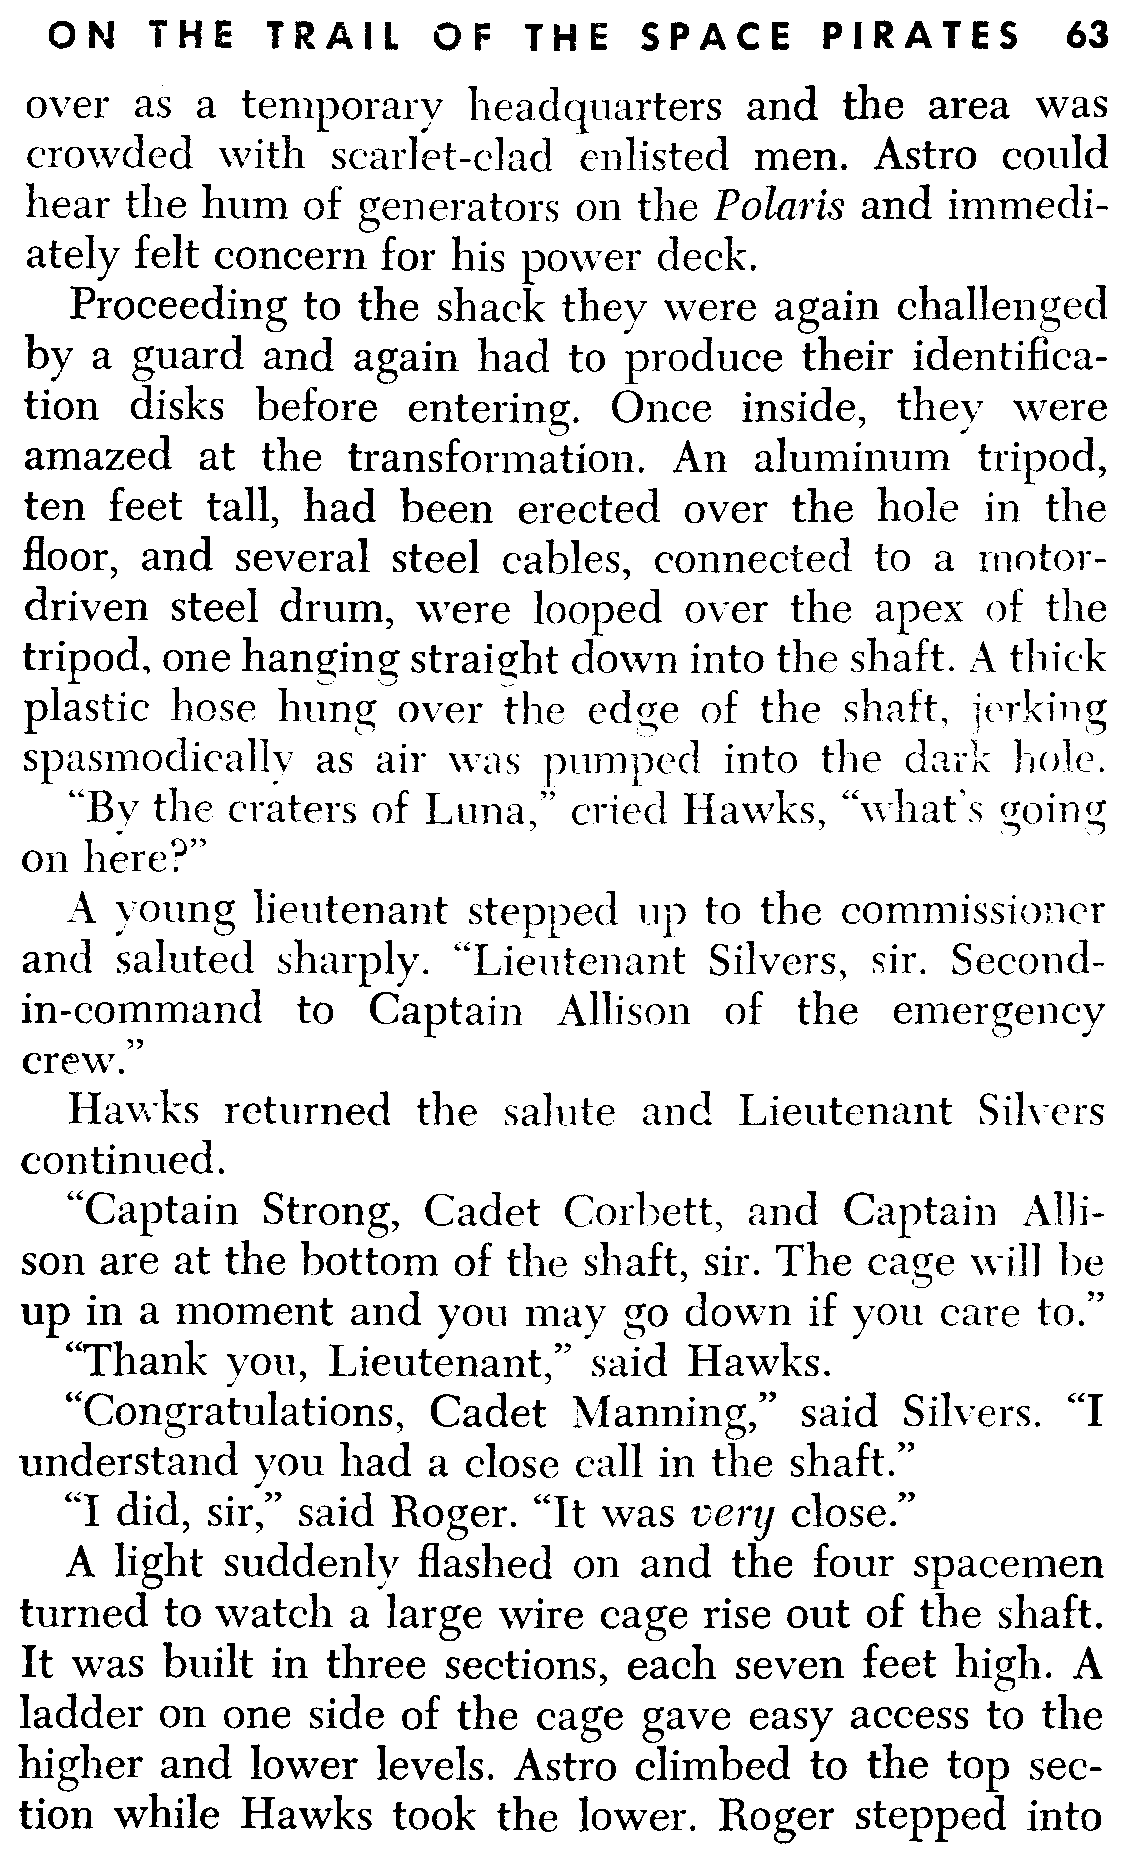 ON THE TRAIL OF THE SPACE PIRATES 63
over as a temporary headquarters and the area was
crowded with scarlet-clad enlisted men. Astro could
hear the hum of generators on the Polaris and immedi-
ately felt concern for his power deck.
Proceeding to the shack they were again challenged
by a guard and again had to produce their identifica-
tion disks before entering. Once inside, they were
amazed at the transformation. An aluminum tripod,
ten feet tall, had been erected over the hole in the
floor, and several steel cables, connected to a motor-
driven steel drum, were looped over the apex of the
tripod, one hanging straight down into the shaft. A thick
plastic hose hung over the edge of the shaft, jerking
spasmodically as air was pumped into the dark hole.
“By the craters of Luna,” cried Hawks, “what's going
on here?”
A young lieutenant stepped up to the commissioner
and saluted sharply. “Lieutenant Silvers, sir. Second-
in-command to Captain Allison of the emergency
crew.”
Hawks returned the salute and Lieutenant Silvers
continued.
“Captain Strong, Cadet Corbett, and Captain Alli-
son are at the bottom of the shaft, sir. The cage will be
up in a moment and you may go down if you care to.”
“Thank you, Lieutenant,” said Hawks.
“Congratulations, Cadet Manning,” said Silvers. “I
understand you had a close call in the shaft.”
“I did, sir,” said Roger. “It was very close.”
A light suddenly flashed on and the four spacemen
turned to watch a large wire cage rise out of the shaft.
It was built in three sections, each seven feet high. A
ladder on one side of the cage gave easy access to the
higher and lower levels. Astro climbed to the top sec-
tion while Hawks took the lower. Roger stepped into